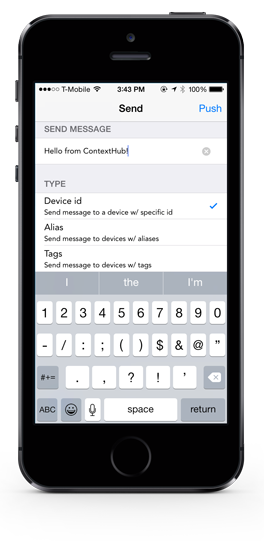 T-Mobile 3:43 PM 100%
Send Push
SEND MESSAGE
Hello from ContextHub!
TYPE
Device id
Send message to a device w/ specific id
Alias
Send message to devices w/ aliases
Tags
Send message to devices w/ tags
I the I'm
1 2 3 4 5 6 7 8 9 0
- / : ; ( ) $ & @ ”
#+= . , ? ! ’
ABC space return